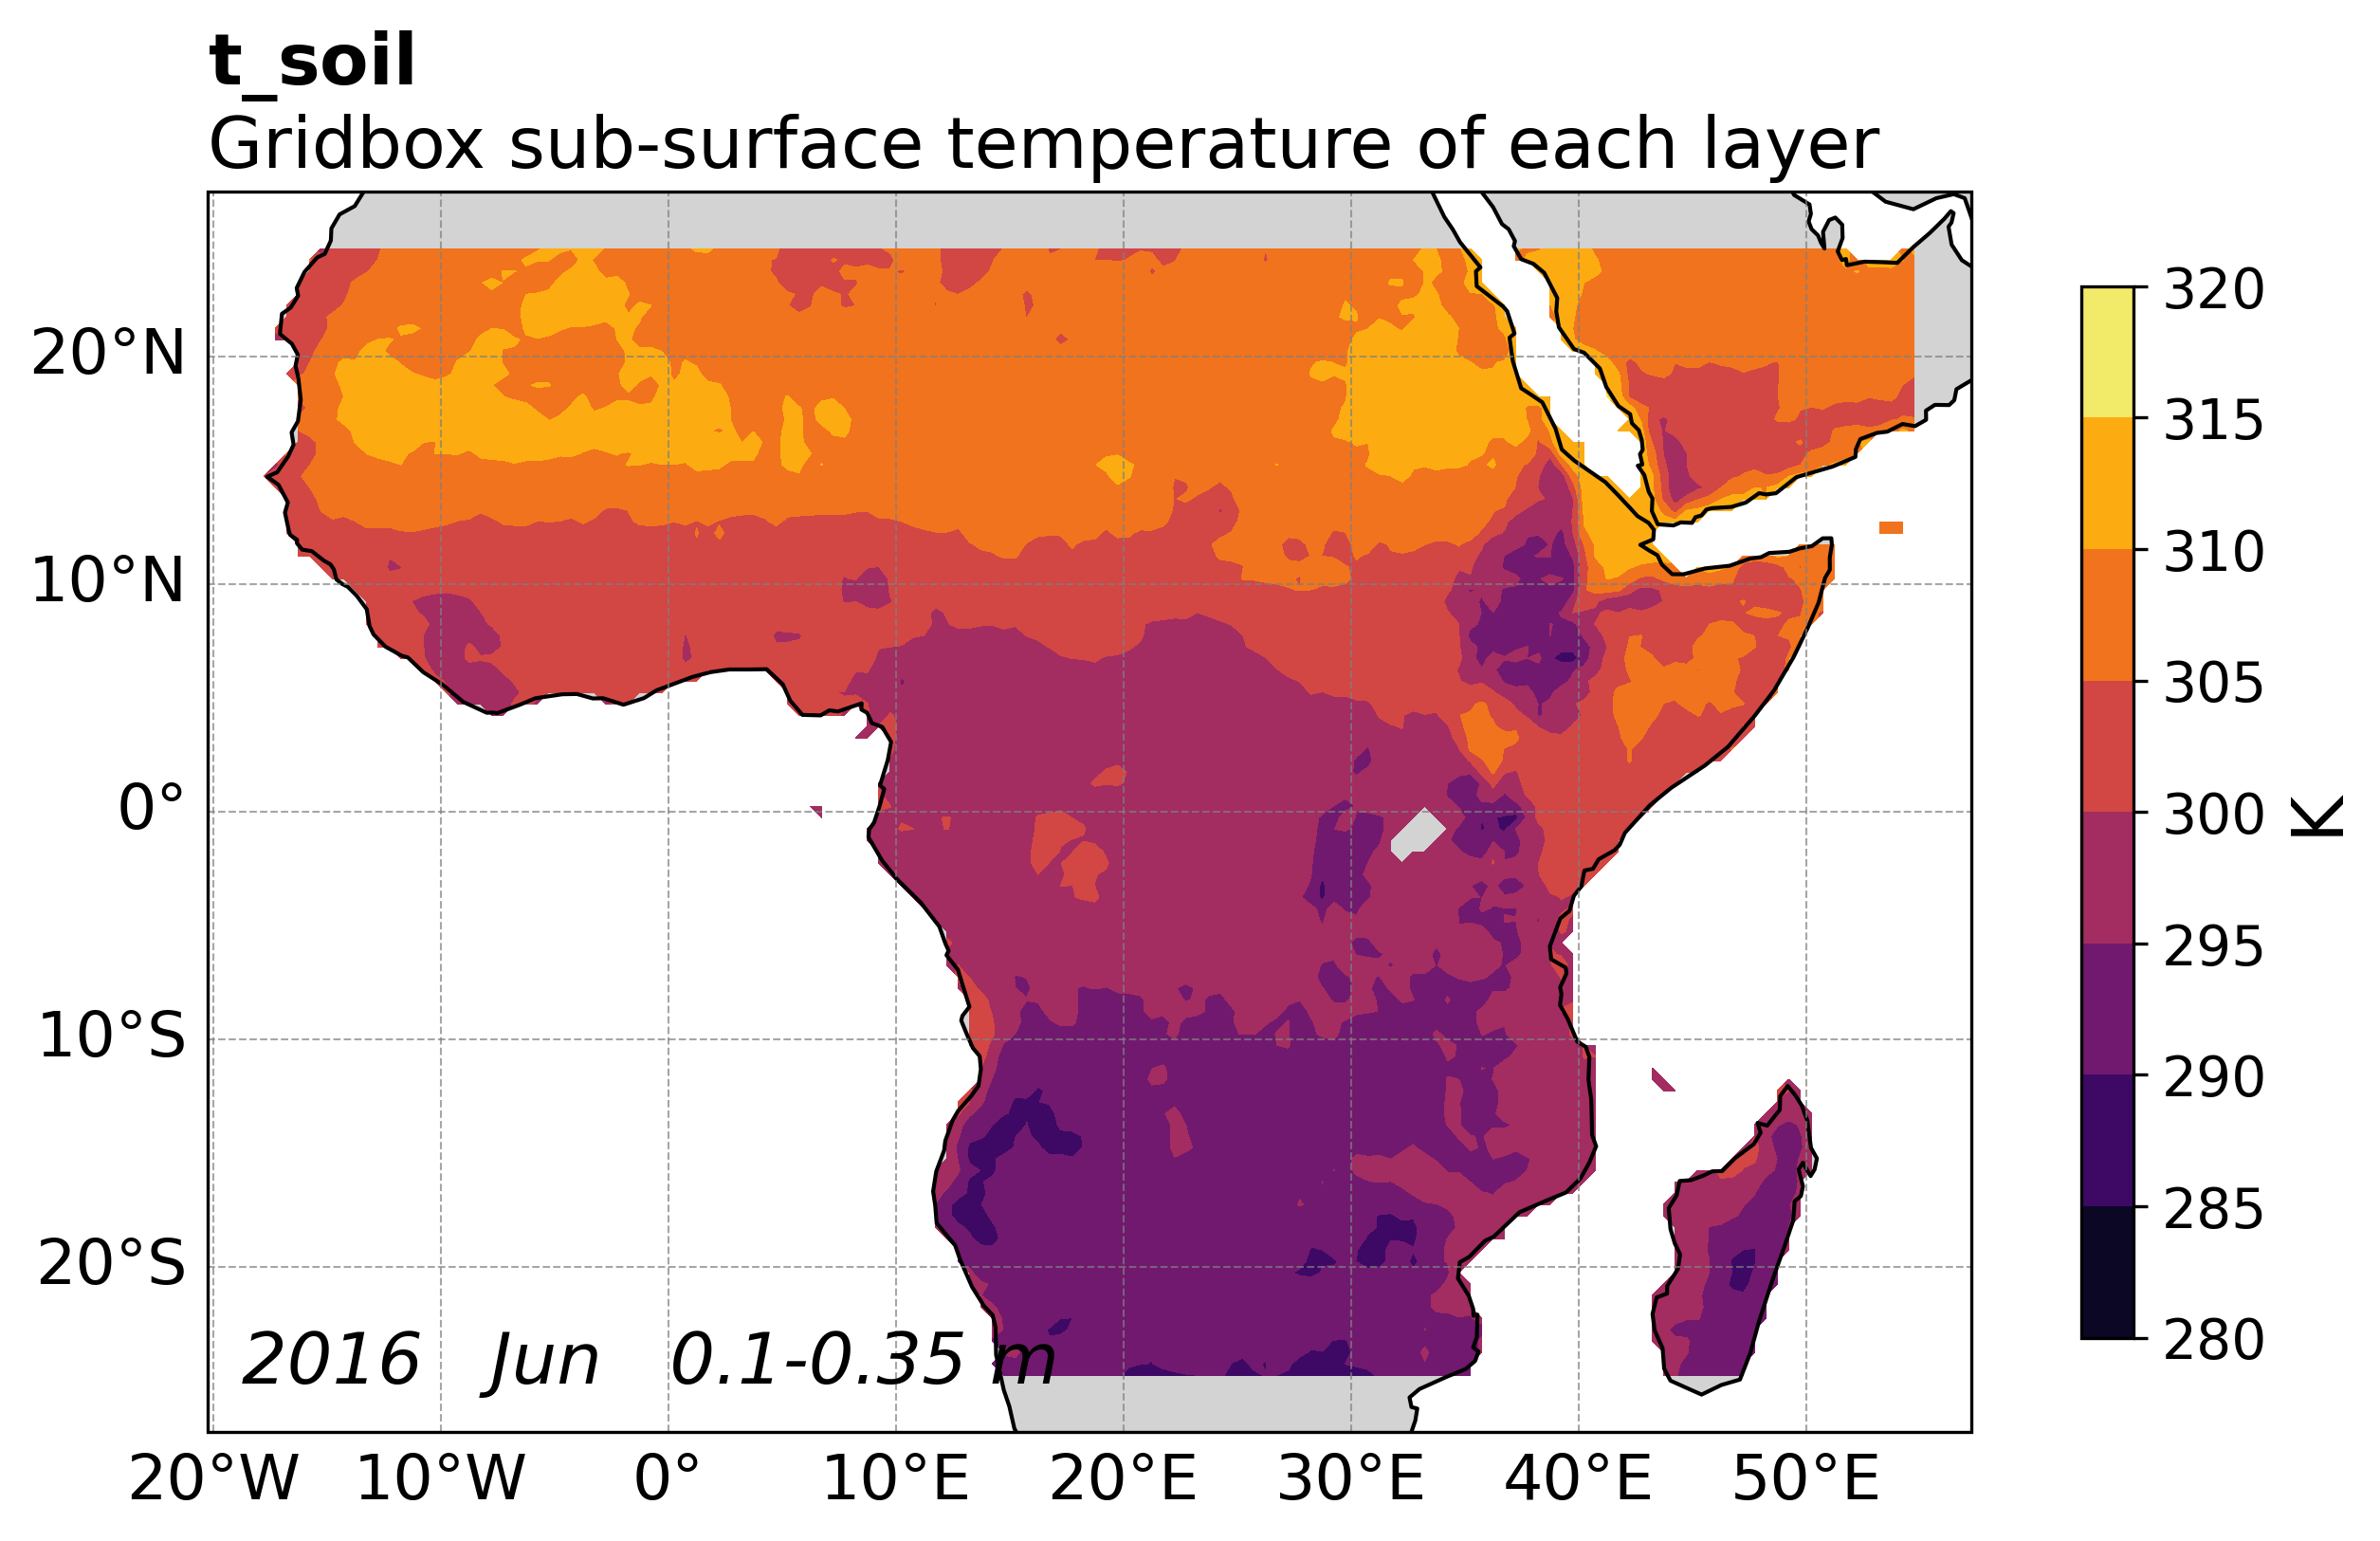 t_soil
Gridbox sub-surface temperature of each layer
20°N
10°N
0°
10°S
20°S
2016 Jun 0.1-0.35 m
20°W 10°W 0° 10°E 20°E 30°E 40°E 50°E
320
315
310
305
300
295
290
285
280
K